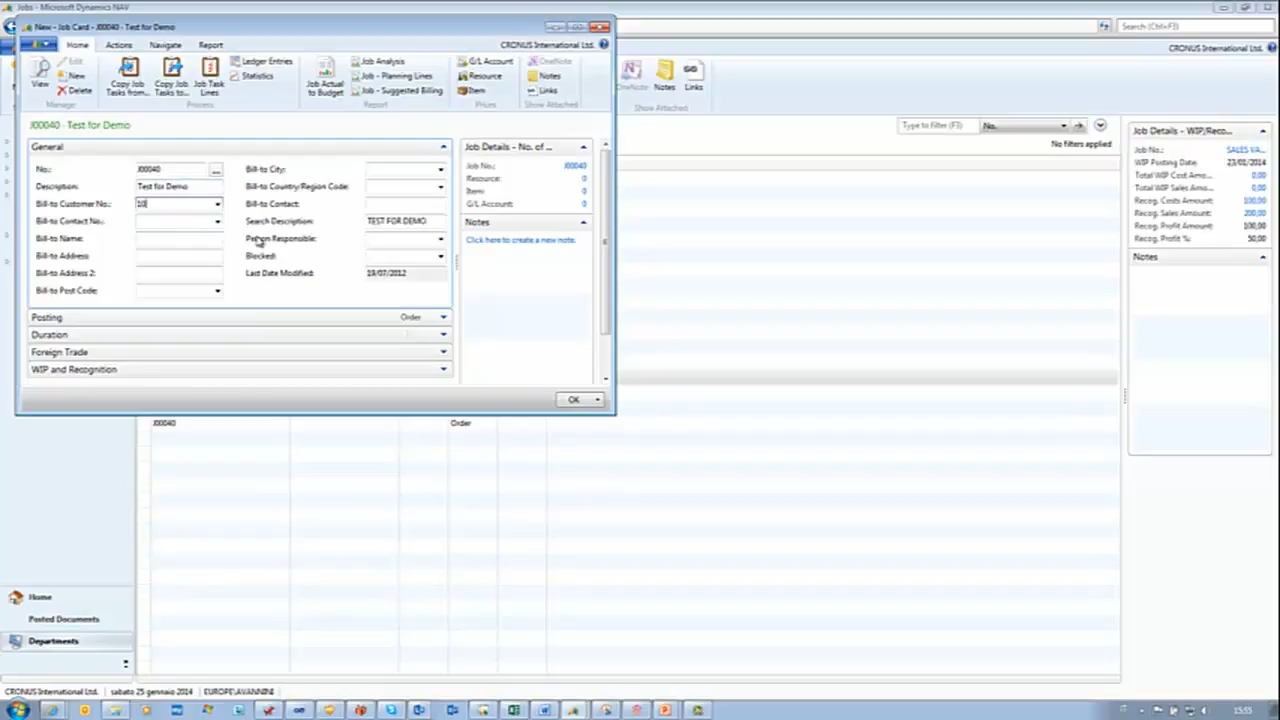 Jobs - Microsoft Dynamics NAV
New - Job Card - J00040 - Test for Demo
Search (Ctrl+F3)
Home Actions Navigate Report CRONUS International Ltd.
CRONUS International Ltd.
View
Edit
New
Delete
Manage
Copy Job Tasks from...
Copy Job Tasks to...
Job Task Lines
Ledger Entries
Statistics
Process
Job Actual to Budget
Job Analysis
Job - Planning Lines
Job - Suggested Billing
Report
G/L Account
Resource
Item
Prices
OneNote
Notes
Links
Show Attached
OneNote Notes Links
Show Attached
J00040 - Test for Demo
Type to filter (F3) No.
No filters applied
General
No.: J00040
Description: Test for Demo
Bill-to Customer No.: 10
Bill-to Contact No.:
Bill-to Name:
Bill-to Address:
Bill-to Address 2:
Bill-to Post Code:
Bill-to City:
Bill-to Country/Region Code:
Bill-to Contact:
Search Description: TEST FOR DEMO
Person Responsible:
Blocked:
Last Date Modified: 19/07/2012
Posting Order
Duration
Foreign Trade
WIP and Recognition
Job Details - No. of ...
Job No.: J00040
Resource: 0
Item: 0
G/L Account: 0
Notes
Click here to create a new note.
OK
J00040 Order
Job Details - WIP/Reco...
Job No.: SALES VA...
WIP Posting Date: 23/01/2014
Total WIP Cost Amo... 0,00
Total WIP Sales Amo... 0,00
Recog. Costs Amount: 100,00
Recog. Sales Amount: 200,00
Recog. Profit Amount: 100,00
Recog. Profit %: 50,00
Notes
Home
Posted Documents
Departments
CRONUS International Ltd. sabato 25 gennaio 2014 EUROPE\AVANNINI
IT 15:55